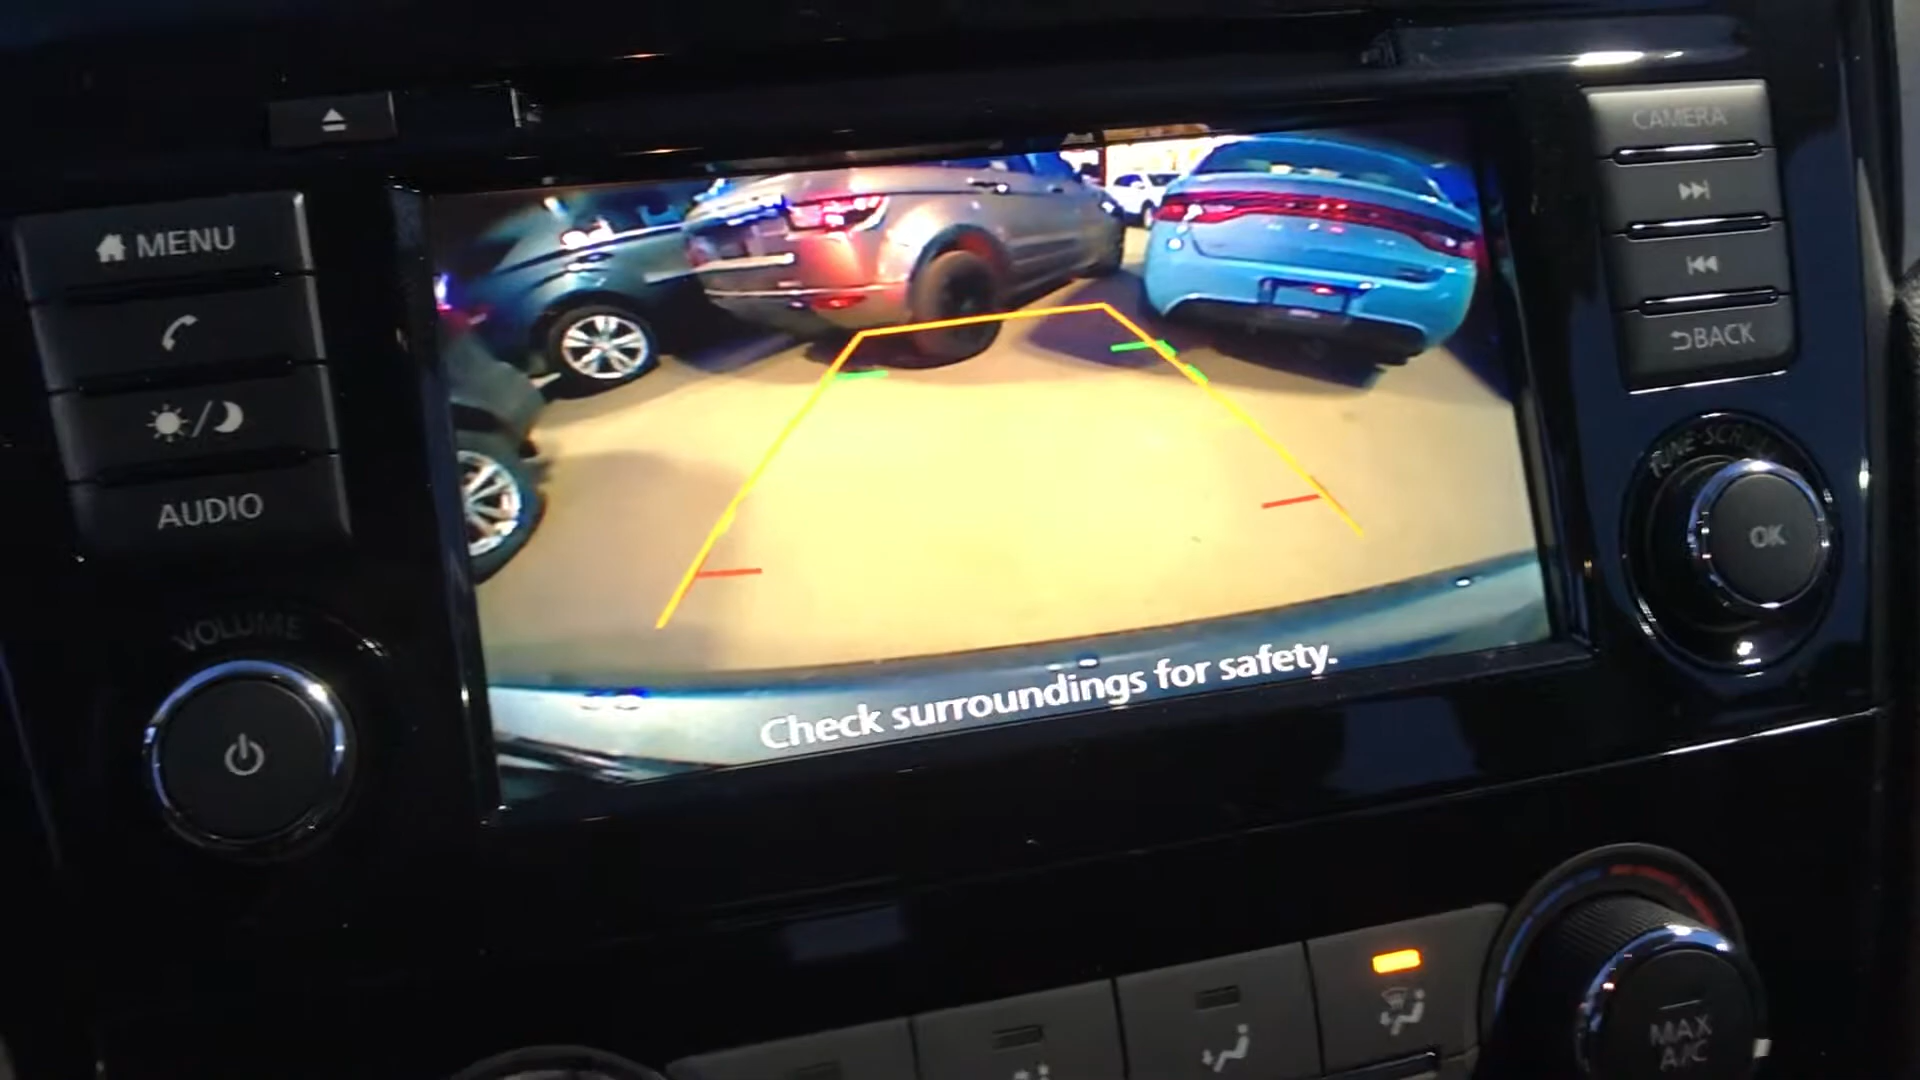 CAMERA
MENU
BACK
AUDIO
TUNE·SCROLL
OK
VOLUME
Check surroundings for safety.
MAX
A/C